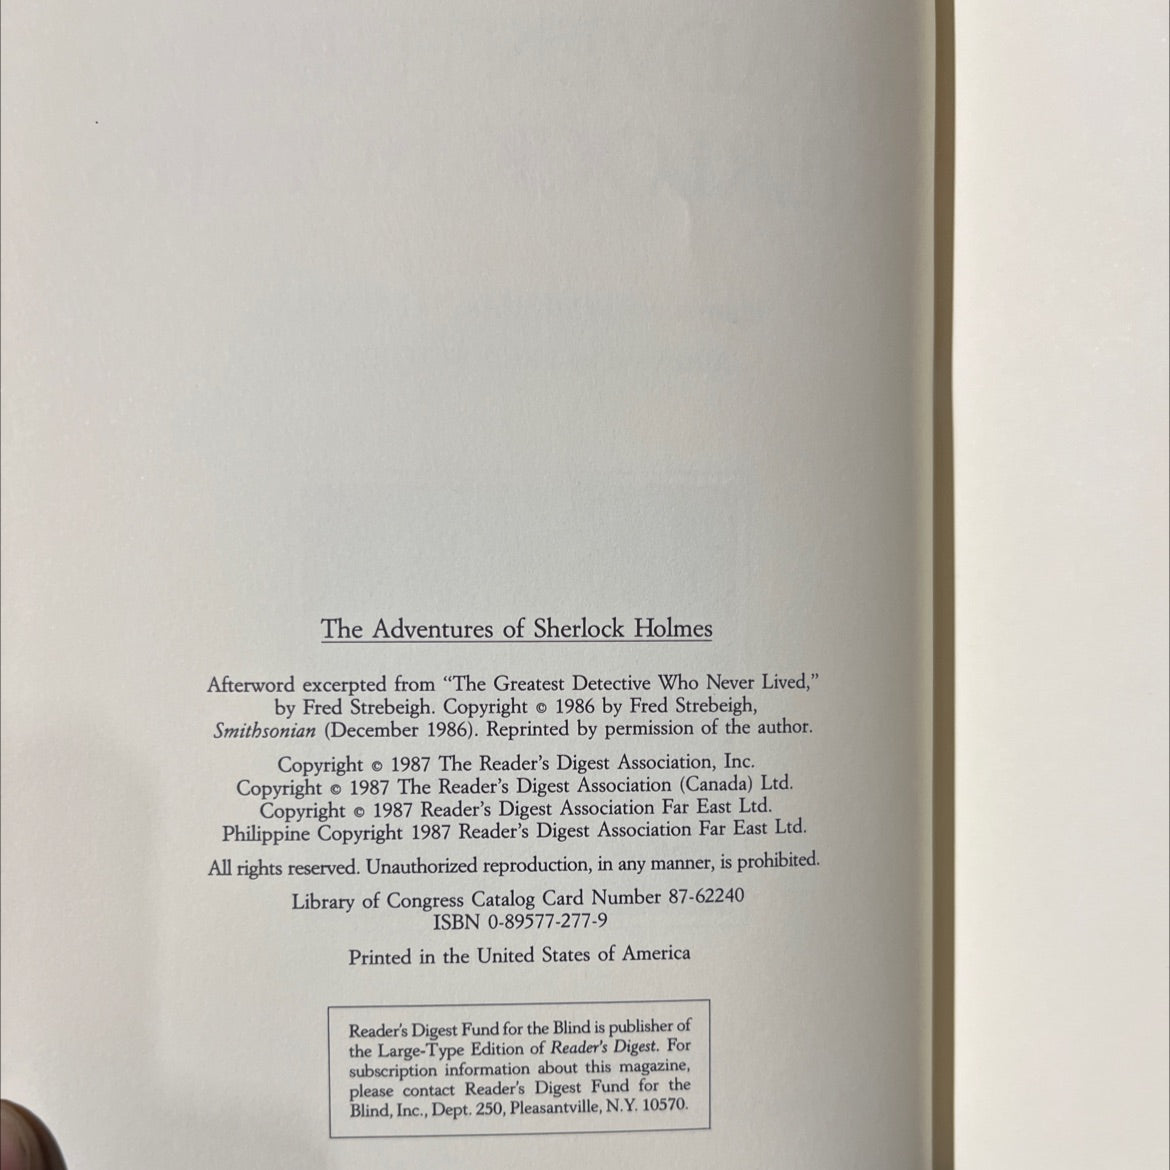 The Adventures of Sherlock Holmes
Afterword excerpted from “The Greatest Detective Who Never Lived,”
by Fred Strebeigh. Copyright © 1986 by Fred Strebeigh,
Smithsonian (December 1986). Reprinted by permission of the author.
Copyright © 1987 The Reader’s Digest Association, Inc.
Copyright © 1987 The Reader’s Digest Association (Canada) Ltd.
Copyright © 1987 Reader’s Digest Association Far East Ltd.
Philippine Copyright 1987 Reader’s Digest Association Far East Ltd.
All rights reserved. Unauthorized reproduction, in any manner, is prohibited.
Library of Congress Catalog Card Number 87-62240
ISBN 0-89577-277-9
Printed in the United States of America
Reader’s Digest Fund for the Blind is publisher of
the Large-Type Edition of Reader’s Digest. For
subscription information about this magazine,
please contact Reader’s Digest Fund for the
Blind, Inc., Dept. 250, Pleasantville, N.Y. 10570.